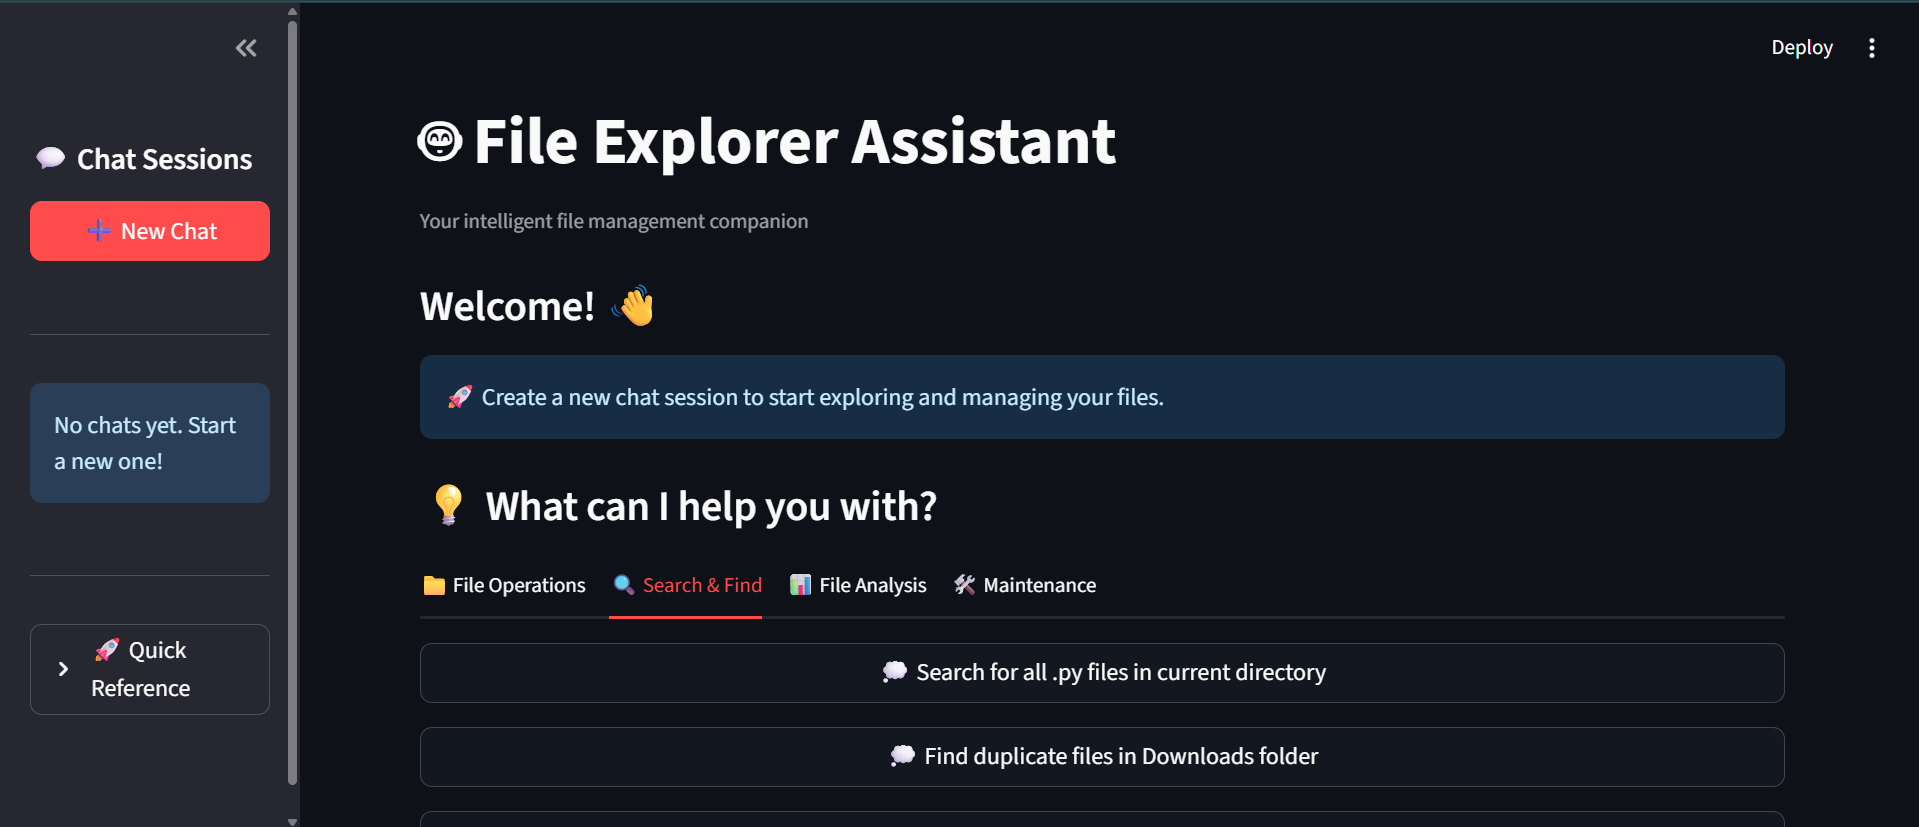 Deploy
Chat Sessions
New Chat
No chats yet. Start
a new one!
Quick
Reference
File Explorer Assistant
Your intelligent file management companion
Welcome! 👋
🚀 Create a new chat session to start exploring and managing your files.
💡 What can I help you with?
File Operations
Search & Find
File Analysis
Maintenance
Search for all .py files in current directory
Find duplicate files in Downloads folder